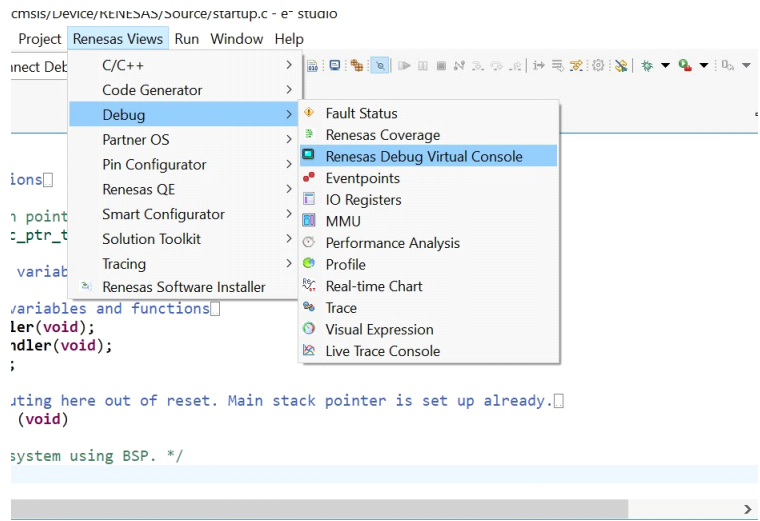 cmsis/Device/RENESAS/Source/startup.c - e² studio
Project Renesas Views Run Window Help
nnect Deb
C/C++
Code Generator
Debug
Partner OS
Pin Configurator
Renesas QE
Smart Configurator
Solution Toolkit
Tracing
Renesas Software Installer
Fault Status
Renesas Coverage
Renesas Debug Virtual Console
Eventpoints
IO Registers
MMU
Performance Analysis
Profile
Real-time Chart
Trace
Visual Expression
Live Trace Console
ions
n point
c_ptr_t
variab
variables and functions
ler(void);
ndler(void);
;
uting here out of reset. Main stack pointer is set up already.
(void)
system using BSP. */